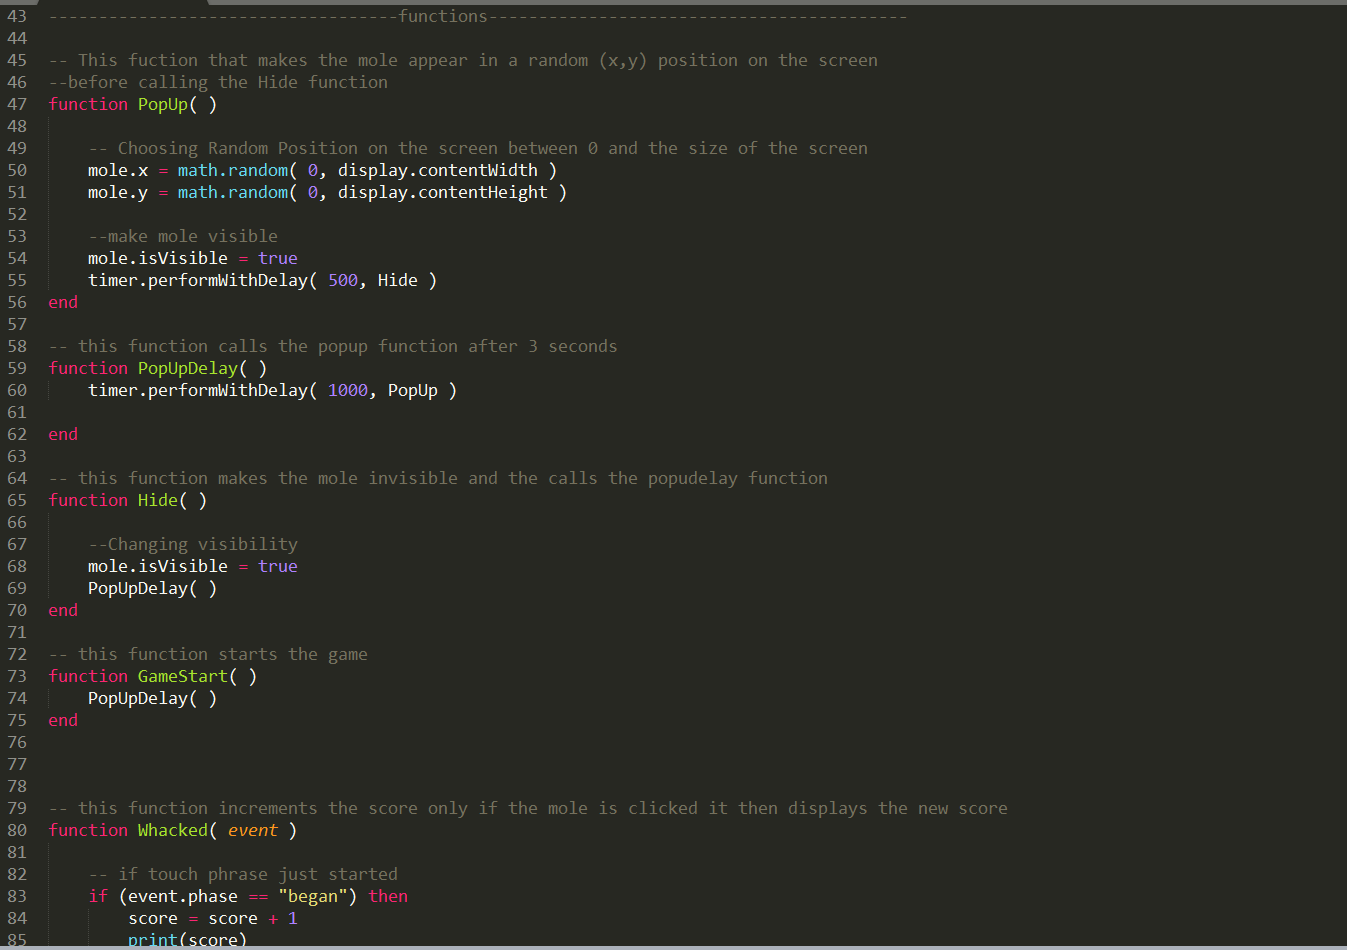 43 -----------------------------------functions------------------------------------------
44
45 -- This fuction that makes the mole appear in a random (x,y) position on the screen
46 --before calling the Hide function
47 function PopUp( )
48
49 -- Choosing Random Position on the screen between 0 and the size of the screen
50 mole.x = math.random( 0, display.contentWidth )
51 mole.y = math.random( 0, display.contentHeight )
52
53 --make mole visible
54 mole.isVisible = true
55 timer.performWithDelay( 500, Hide )
56 end
57
58 -- this function calls the popup function after 3 seconds
59 function PopUpDelay( )
60 timer.performWithDelay( 1000, PopUp )
61
62 end
63
64 -- this function makes the mole invisible and the calls the popudelay function
65 function Hide( )
66
67 --Changing visibility
68 mole.isVisible = true
69 PopUpDelay( )
70 end
71
72 -- this function starts the game
73 function GameStart( )
74 PopUpDelay( )
75 end
76
77
78
79 -- this function increments the score only if the mole is clicked it then displays the new score
80 function Whacked( event )
81
82 -- if touch phrase just started
83 if (event.phase == "began") then
84 score = score + 1
85 print(score)